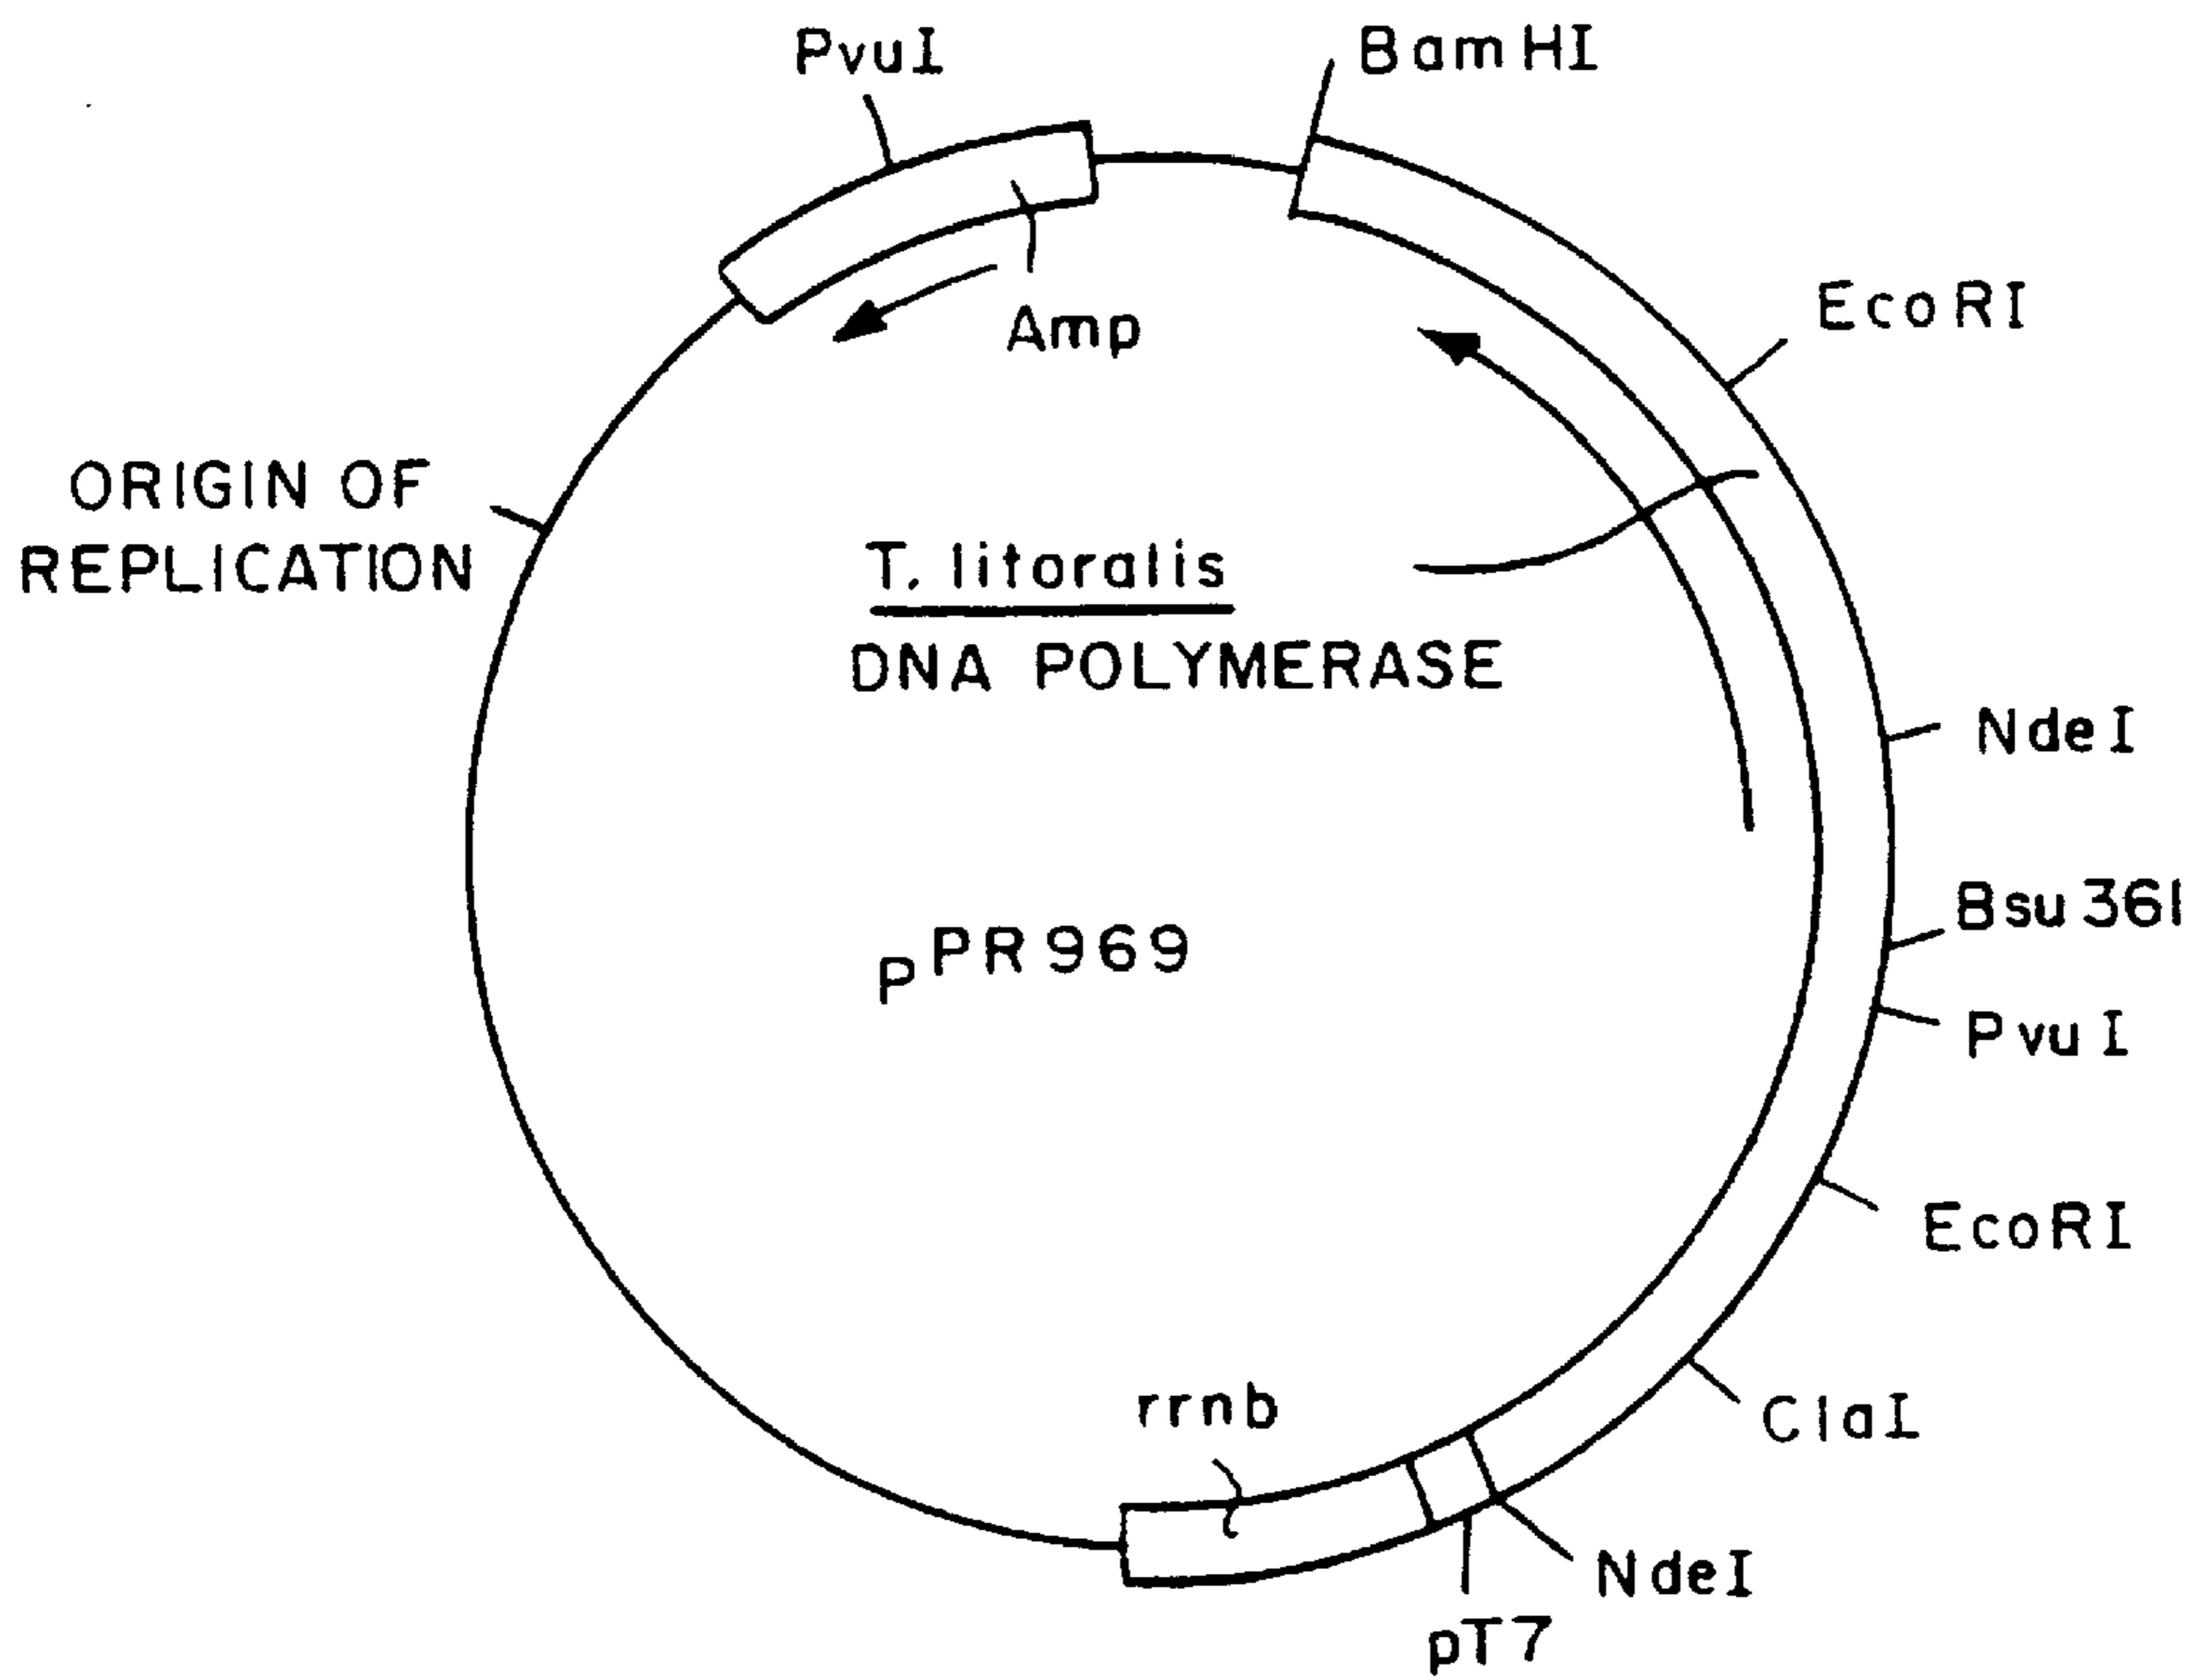 PvuI
BamHI
EcoRI
Amp
ORIGIN OF
REPLICATION
T. litoralis
DNA POLYMERASE
NdeI
Bsu36I
pPR969
PvuI
EcoRI
rrnb
ClaI
NdeI
pT7